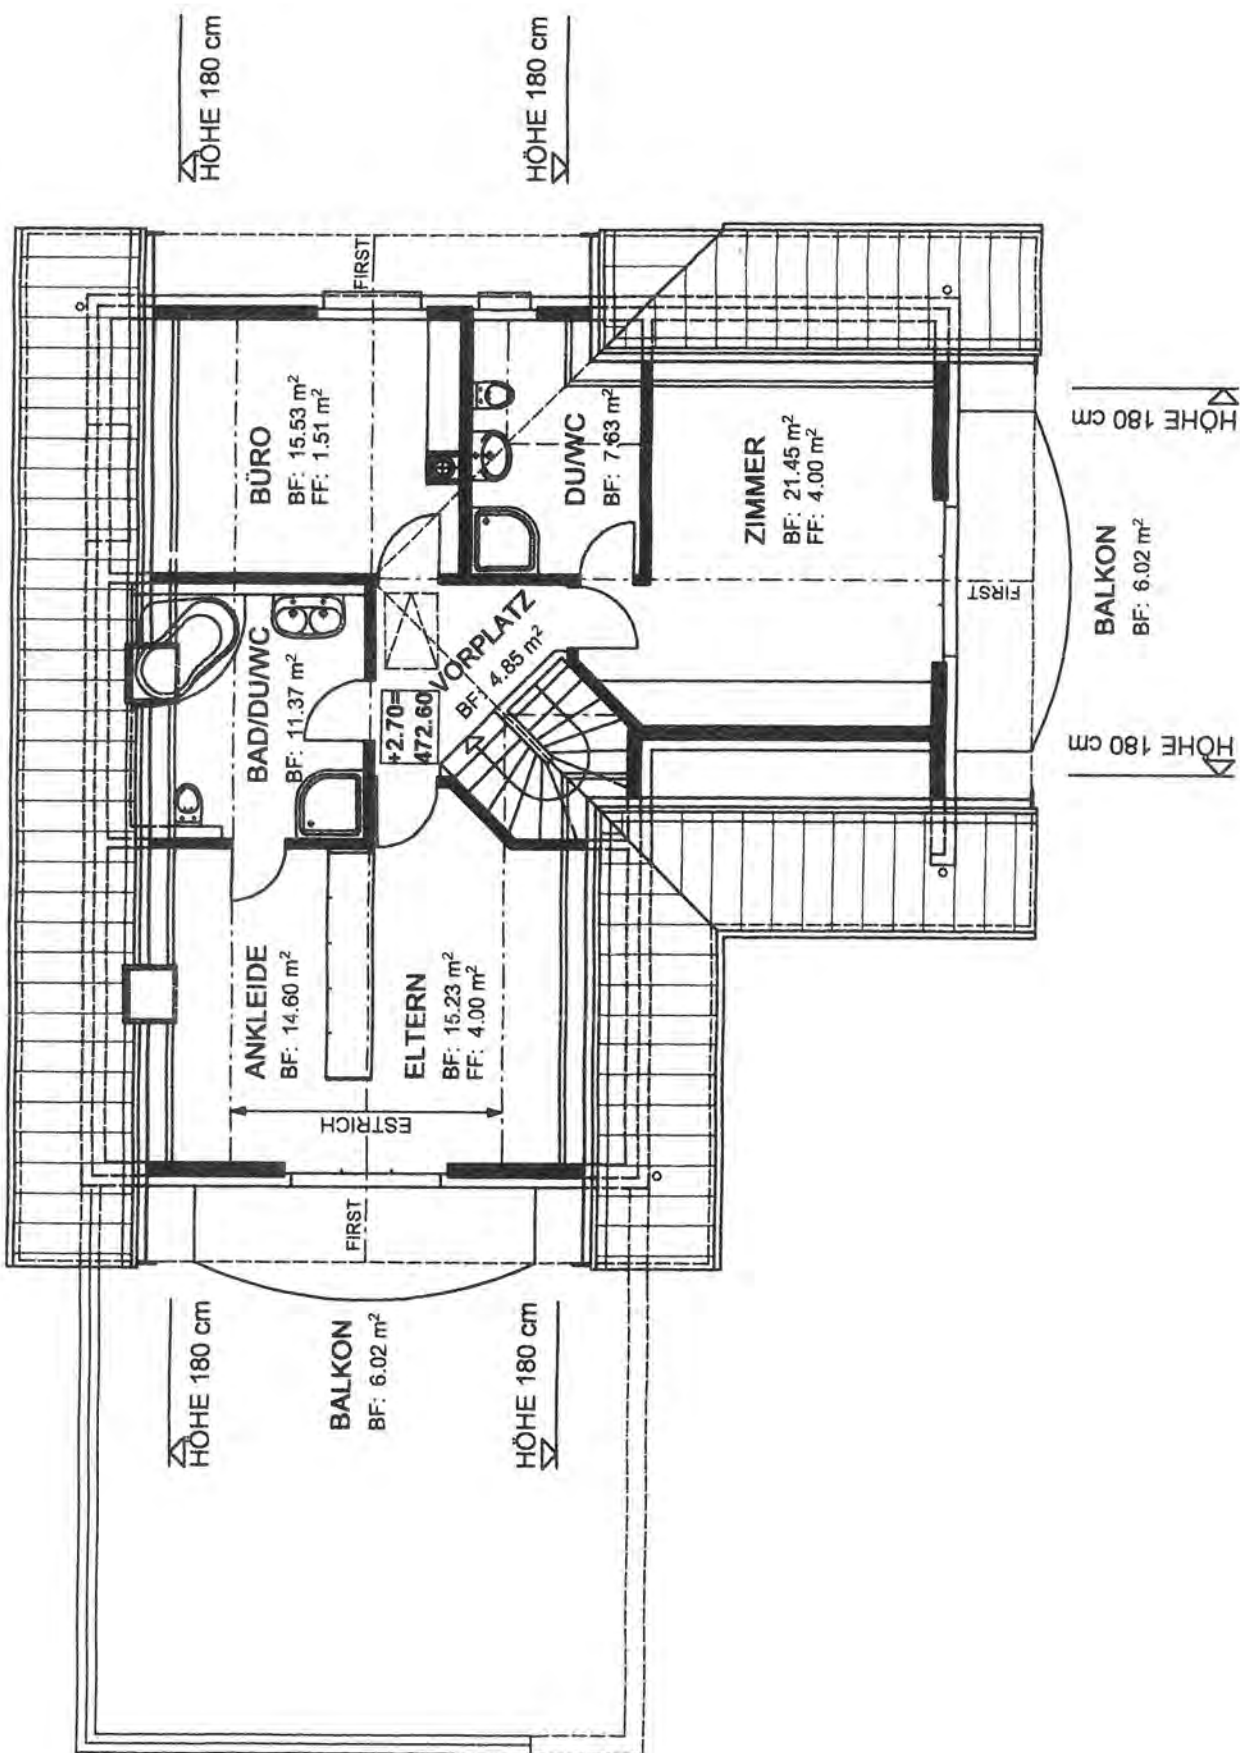 HÖHE 180 cm
HÖHE 180 cm
FIRST
BÜRO
BF: 15.53 m²
FF: 1.51 m²
DU/WC
BF: 7.63 m²
ZIMMER
BF: 21.45 m²
FF: 4.00 m²
HÖHE 180 cm
BALKON
BF: 6.02 m²
FIRST
HÖHE 180 cm
BAD/DU/WC
BF: 11.37 m²
VORPLATZ
BF: 4.85 m²
+2.70=
472.60
ANKLEIDE
BF: 14.60 m²
ELTERN
BF: 15.23 m²
FF: 4.00 m²
ESTRICH
FIRST
HÖHE 180 cm
BALKON
BF: 6.02 m²
HÖHE 180 cm